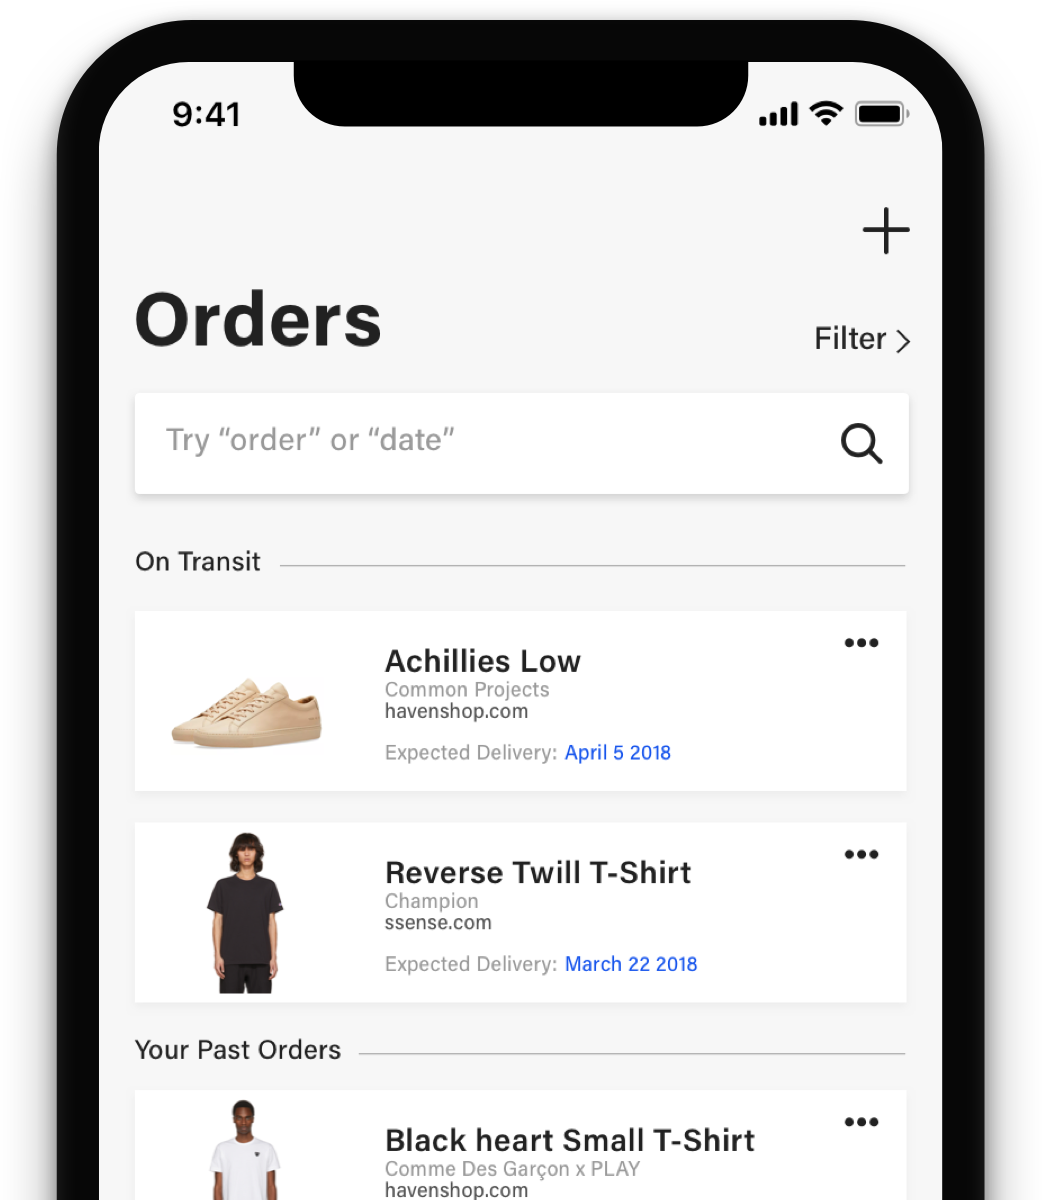 9:41
Orders
Filter
Try “order” or “date”
On Transit
Achillies Low
Common Projects
havenshop.com
Expected Delivery: April 5 2018
Reverse Twill T-Shirt
Champion
ssense.com
Expected Delivery: March 22 2018
Your Past Orders
Black heart Small T-Shirt
Comme Des Garçon x PLAY
havenshop.com